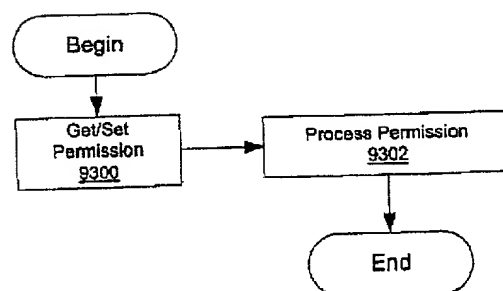 Begin
Get/Set
Permission
9300
Process Permission
9302
End